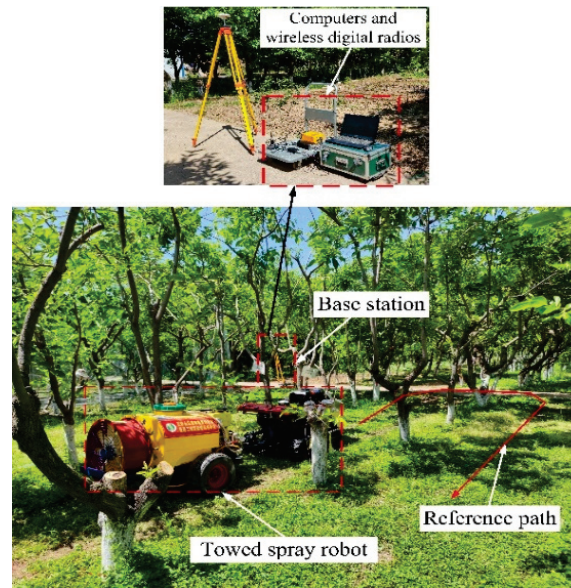 Computers and
wireless digital radios
Base station
Reference path
Towed spray robot